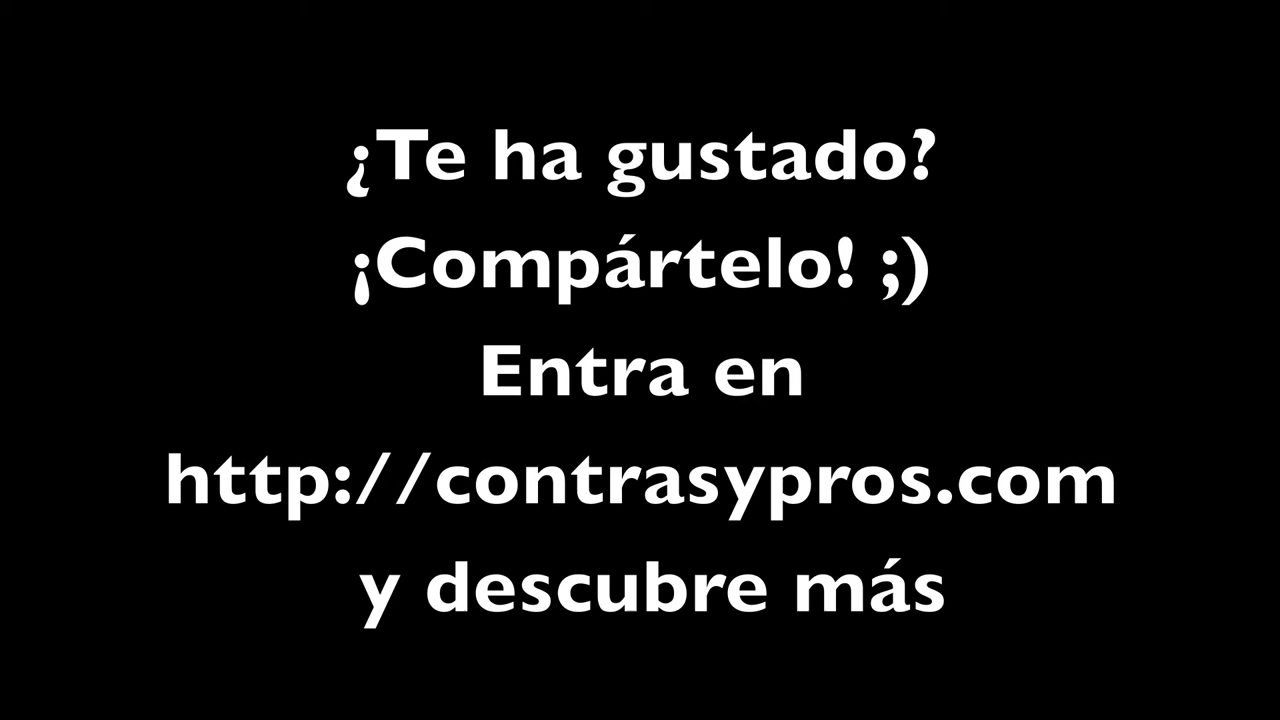 ¿Te ha gustado?
¡Compártelo! ;)
Entra en
http://contrasypros.com
y descubre más